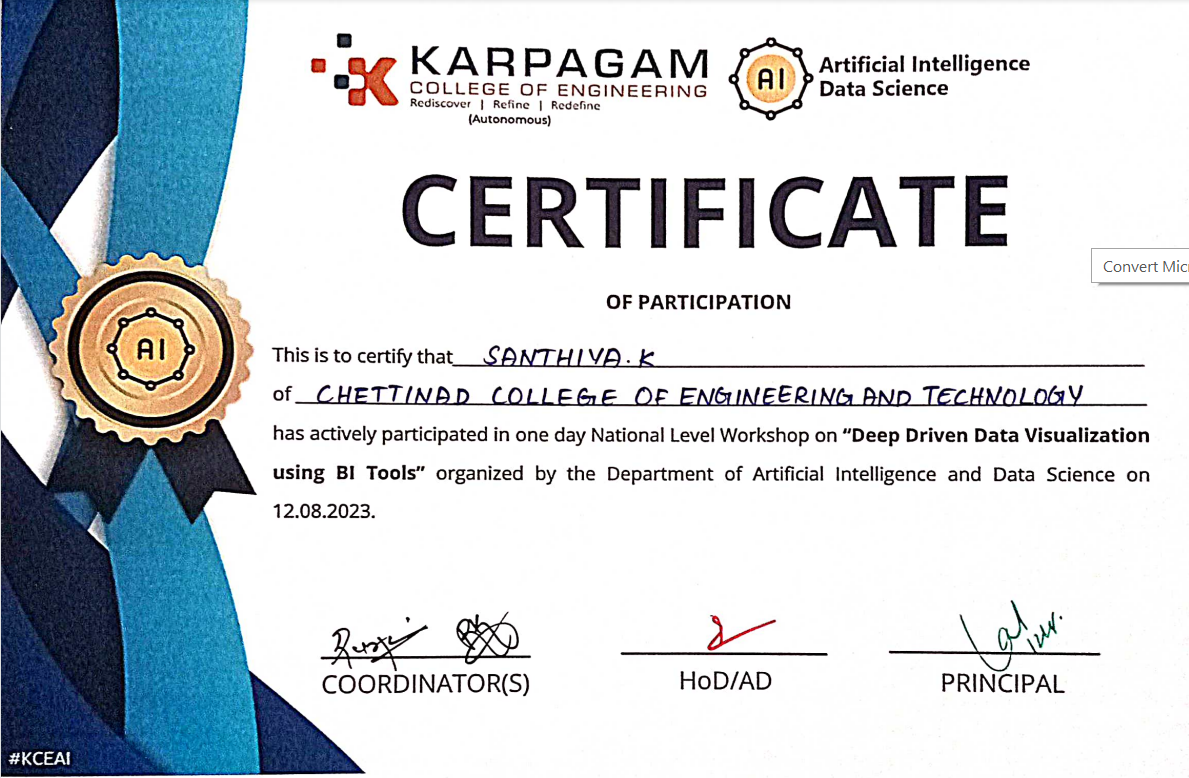 KARPAGAM
COLLEGE OF ENGINEERING
Rediscover | Refine | Redefine
(Autonomous)
AI
Artificial Intelligence
Data Science
CERTIFICATE
OF PARTICIPATION
AI
This is to certify that SANTHIYA.K
of CHETTINAD COLLEGE OF ENGINEERING AND TECHNOLOGY
has actively participated in one day National Level Workshop on “Deep Driven Data Visualization
using BI Tools” organized by the Department of Artificial Intelligence and Data Science on
12.08.2023.
COORDINATOR(S)
HoD/AD
PRINCIPAL
#KCEAI
Convert Mic